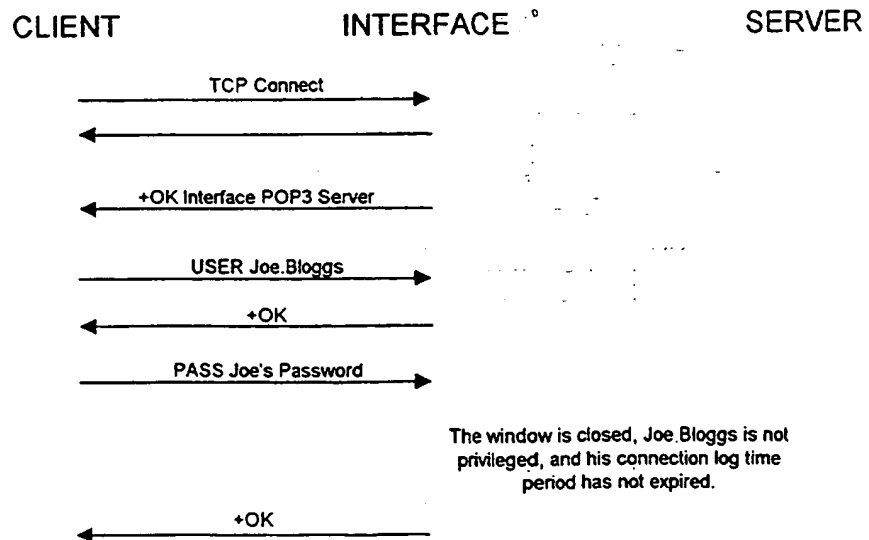 CLIENT INTERFACE SERVER
TCP Connect
+OK Interface POP3 Server
USER Joe.Bloggs
+OK
PASS Joe's Password
The window is closed, Joe.Bloggs is not
privileged, and his connection log time
period has not expired.
+OK